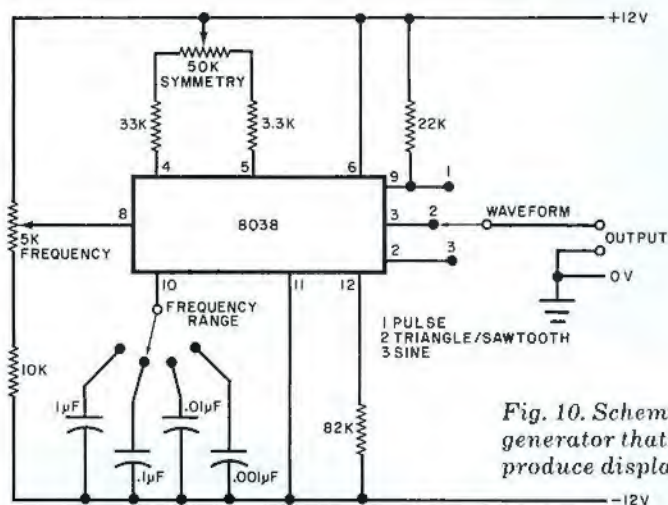 +12V
50K
SYMMETRY
33K
3.3K
22K
4
5
6
9
1
8
8038
3
2
WAVEFORM
5K
FREQUENCY
2
3
OUTPUT
10
11
12
0V
FREQUENCY
RANGE
1 PULSE
2 TRIANGLE/SAWTOOTH
3 SINE
10K
1µF
.01µF
82K
.1µF
.001µF
-12V
Fig. 10. Schem
generator that
produce displa